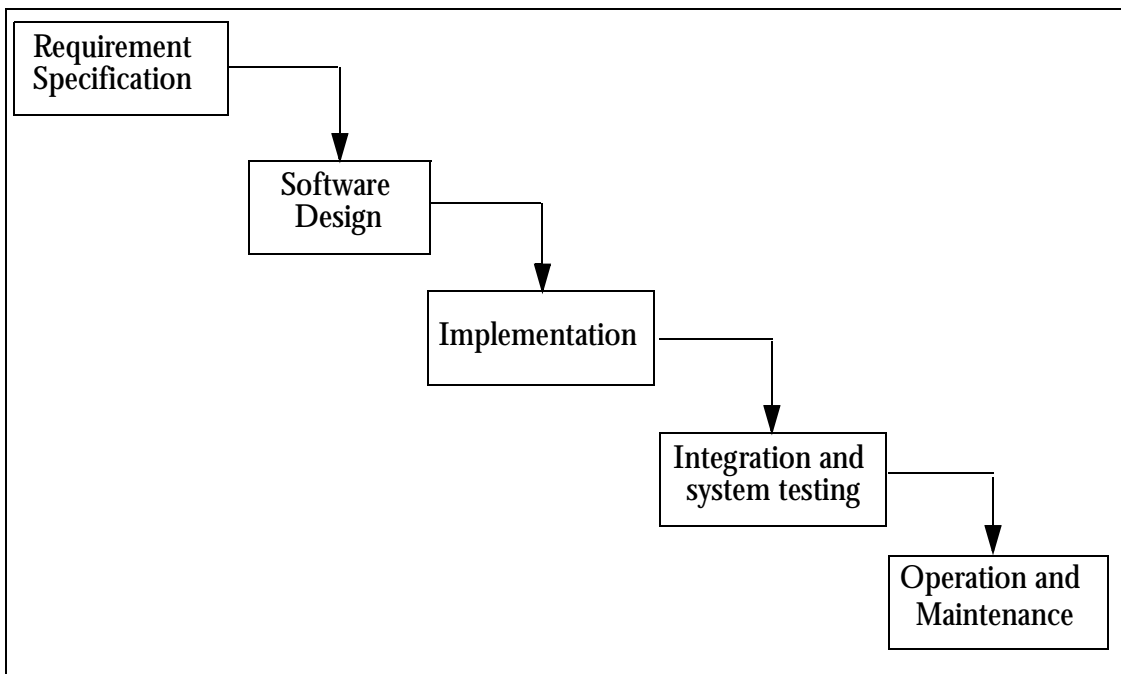 Requirement
Specification
Software
Design
Implementation
Integration and
system testing
Operation and
Maintenance